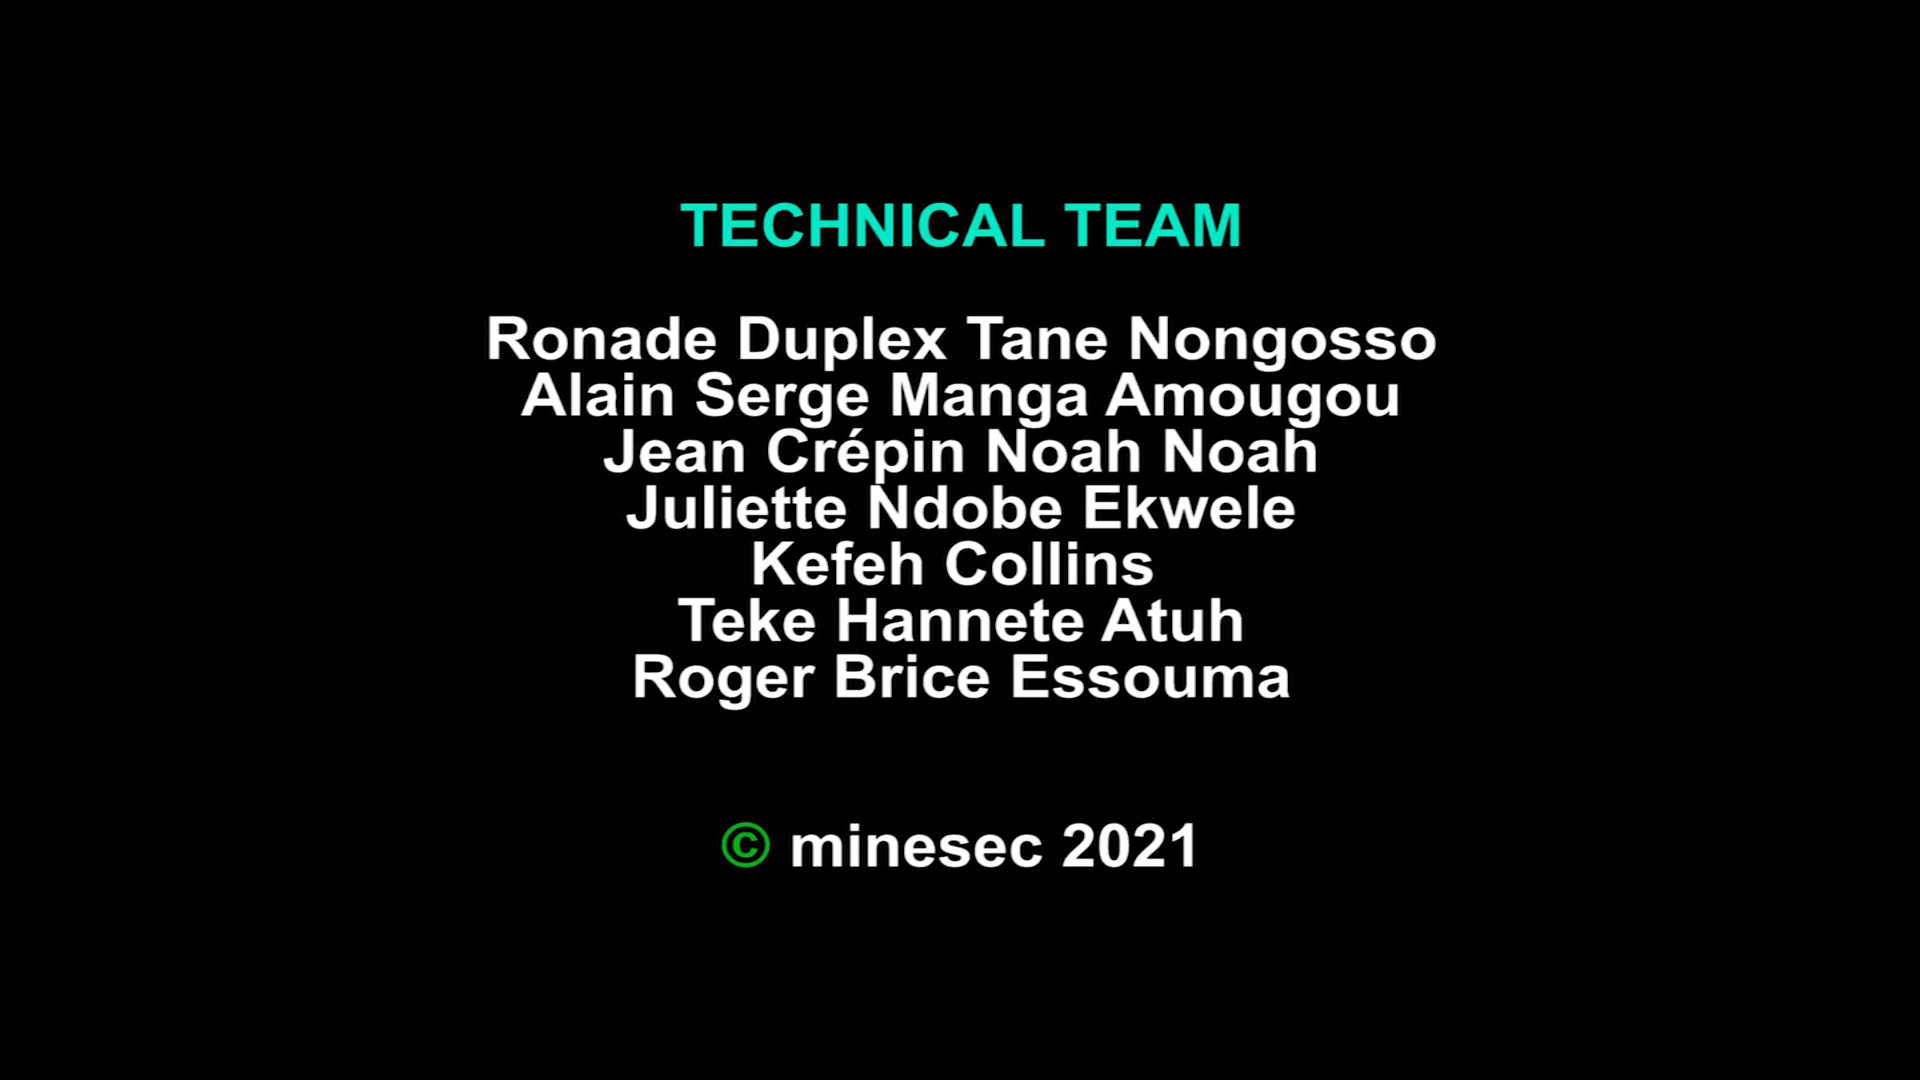 TECHNICAL TEAM
Ronade Duplex Tane Nongosso
Alain Serge Manga Amougou
Jean Crépin Noah Noah
Juliette Ndobe Ekwele
Kefeh Collins
Teke Hannete Atuh
Roger Brice Essouma
© minesec 2021